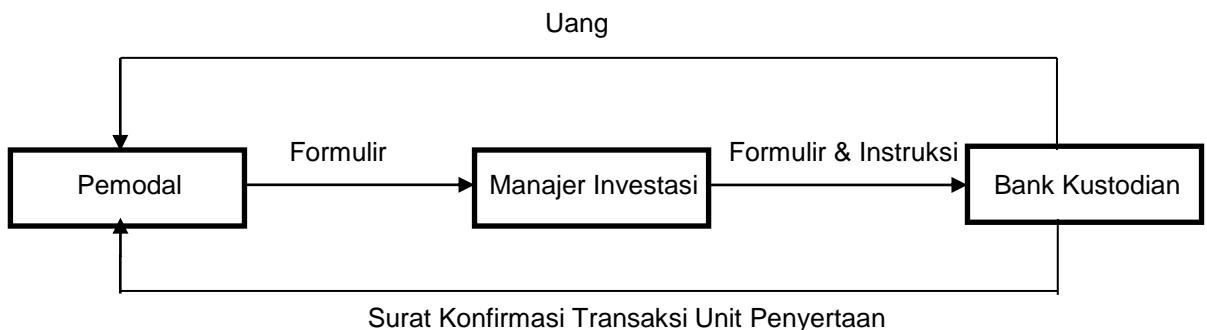 Uang
Formulir
Formulir & Instruksi
Pemodal
Manajer Investasi
Bank Kustodian
Surat Konfirmasi Transaksi Unit Penyertaan